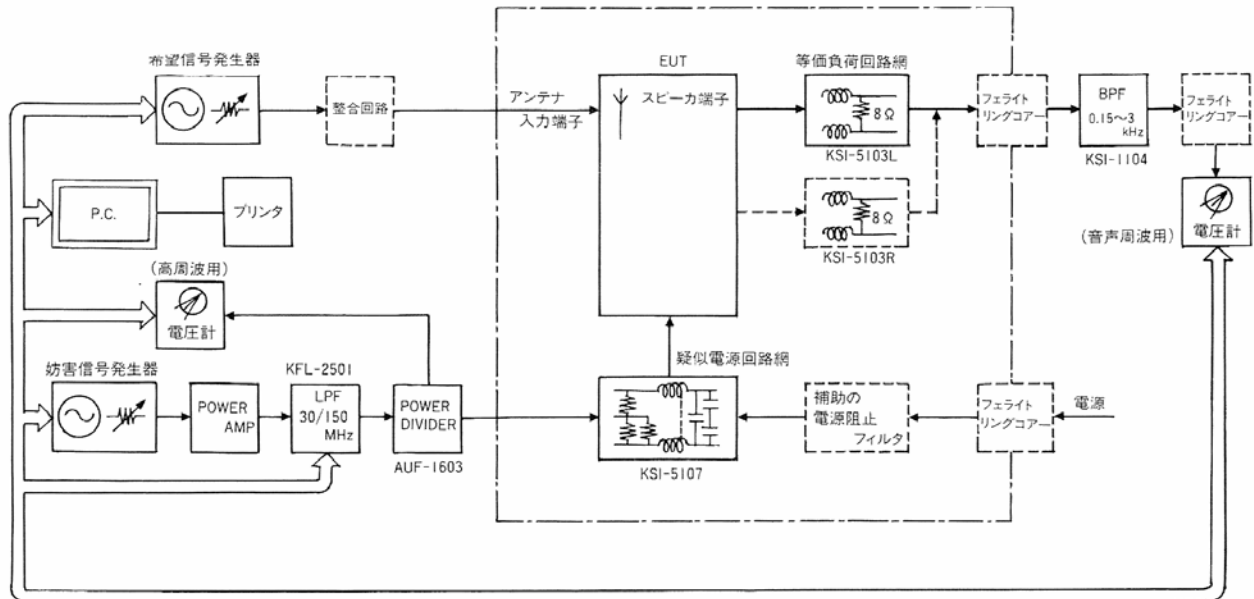 希望信号発生器
整合回路
アンテナ
入力端子
EUT
スピーカ端子
等価負荷回路網
8Ω
KSI-5103L
8Ω
KSI-5103R
フェライト
リングコアー
BPF
0.15～3
kHz
KSI-1104
フェライト
リングコアー
(音声周波用)
電圧計
P.C.
プリンタ
(高周波用)
電圧計
妨害信号発生器
POWER
AMP
KFL-2501
LPF
30/150
MHz
POWER
DIVIDER
AUF-1603
疑似電源回路網
KSI-5107
補助の
電源阻止
フィルタ
フェライト
リングコアー
電源